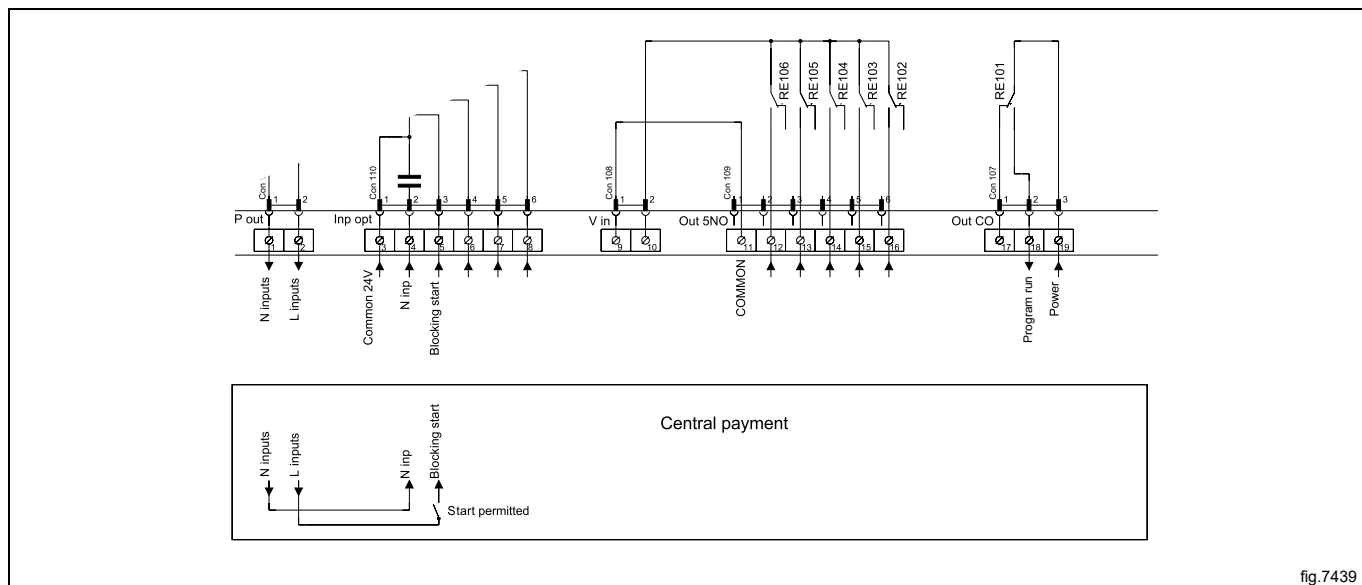 RE106
RE105
RE104
RE103
RE102
RE101
Con
Con 110
Con 108
Con 109
Con 107
1 2
1 2 3 4 5 6
1 2
1 2 3 4 5 6
1 2 3
P out
Inp opt
V in
Out 5NO
Out CO
1 2
3 4 5 6 7 8
9 10
11 12 13 14 15 16
17 18 19
N inputs
L inputs
Common 24V
N inp
Blocking start
COMMON
Program run
Power
Central payment
N inputs
L inputs
N inp
Blocking start
Start permitted
fig.7439